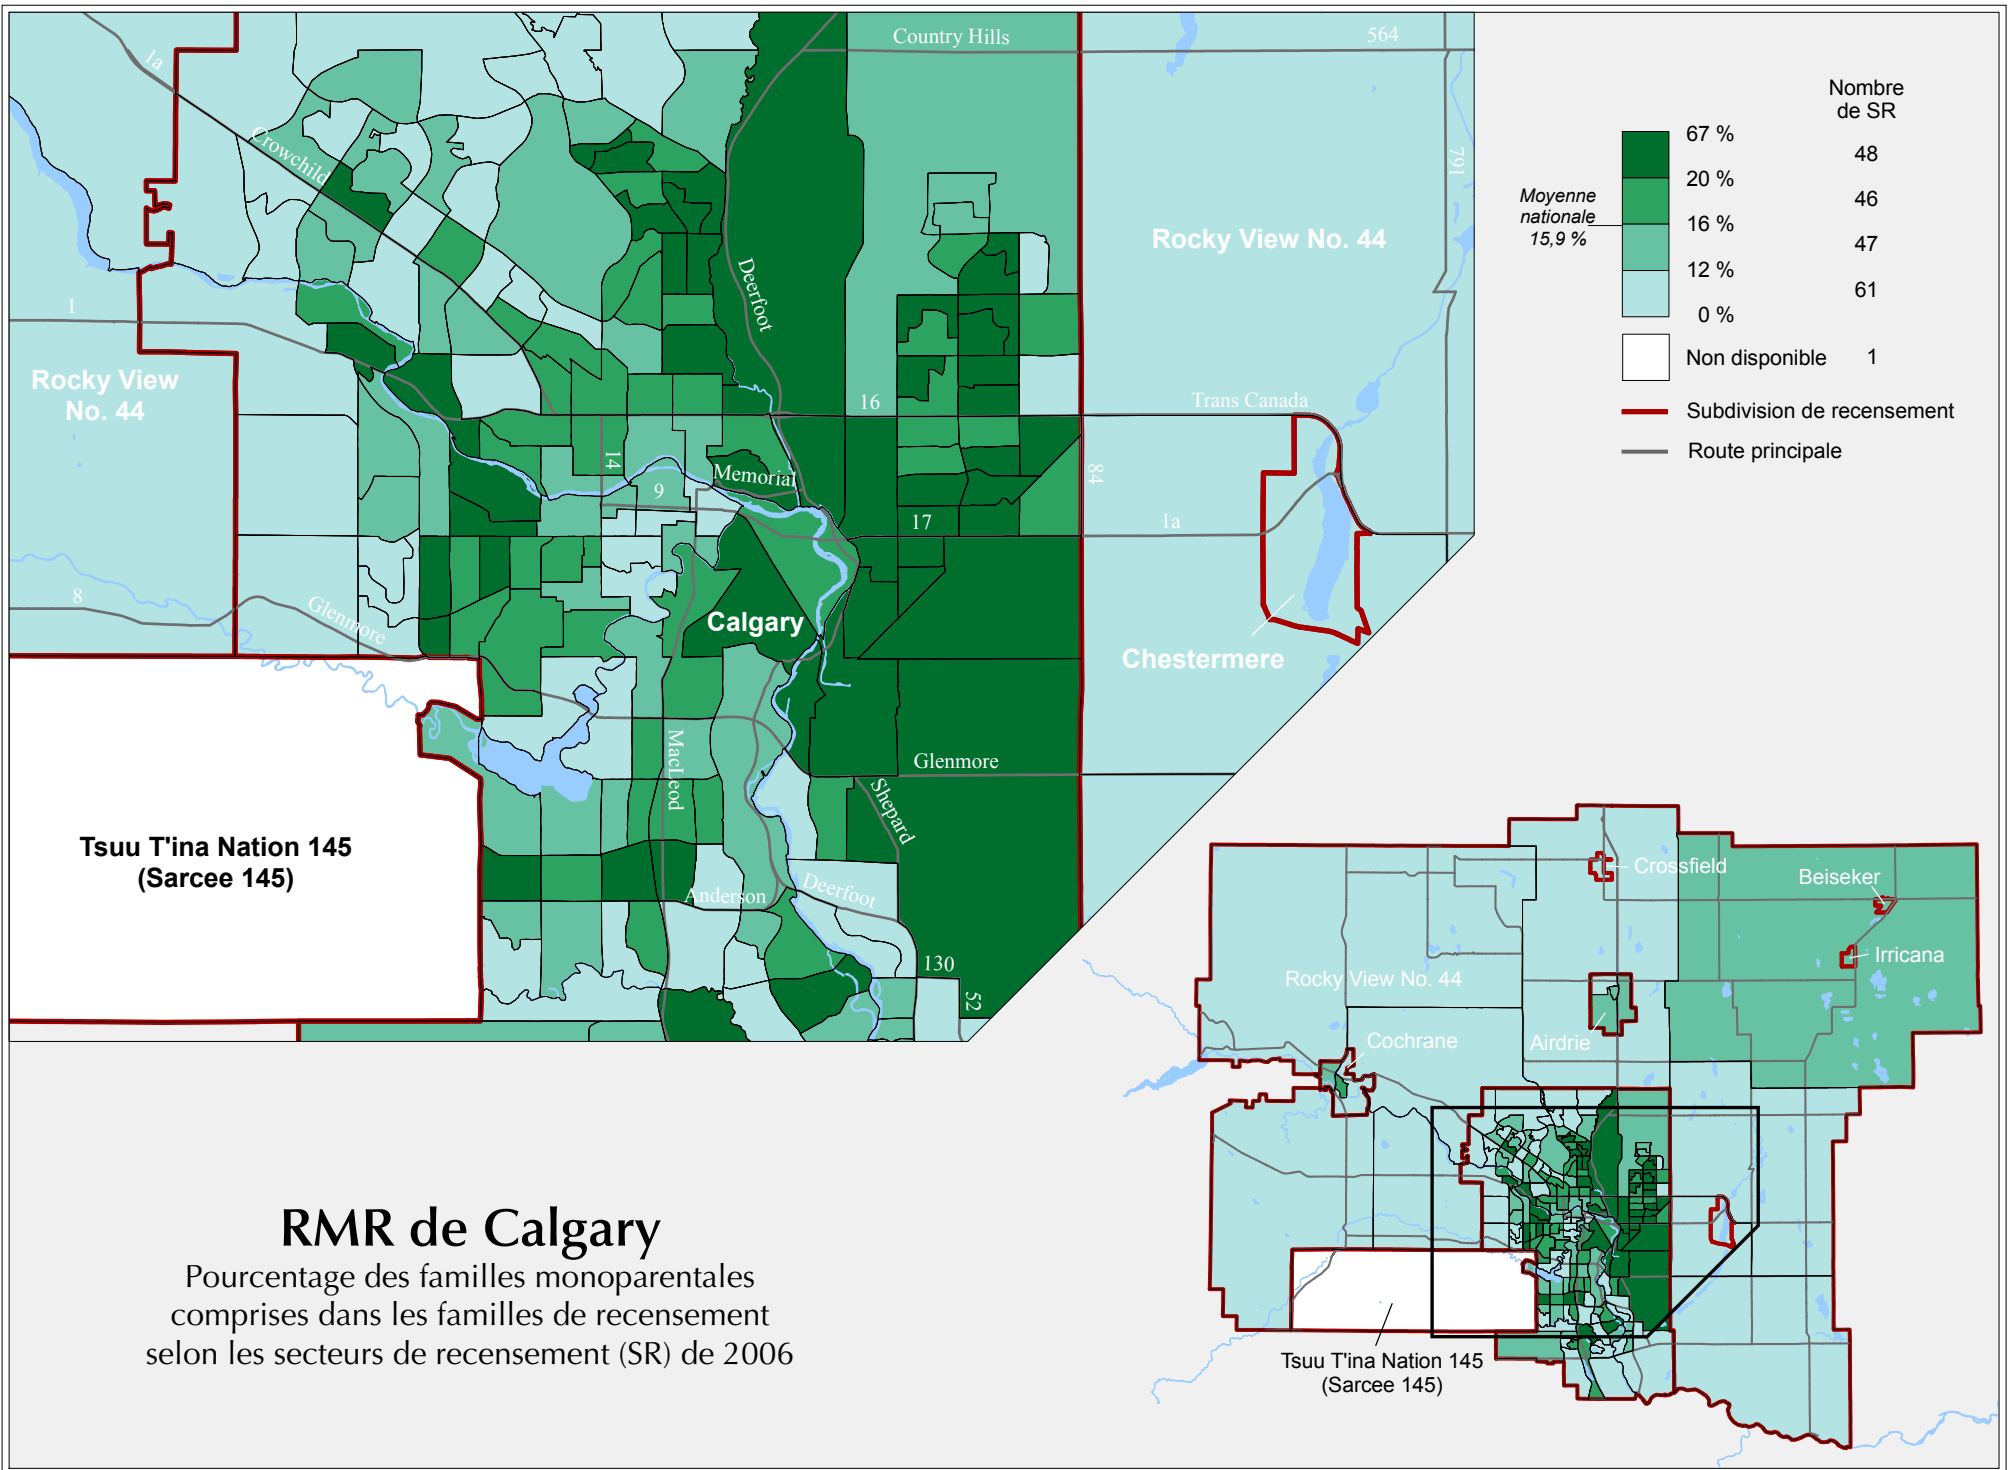 1a
Country Hills
564
Crowchild
791
Rocky View No. 44
Deerfoot
1
Rocky View
No. 44
16
Trans Canada
14
Memorial
9
84
17
1a
8
Glenmore
Calgary
Chestermere
MacLeod
Glenmore
Shepard
Tsuu T'ina Nation 145
(Sarcee 145)
Anderson
Deerfoot
130
52
Nombre
de SR
67 %
48
20 %
46
Moyenne
nationale
15,9 %
16 %
47
12 %
61
0 %
Non disponible 1
Subdivision de recensement
Route principale
Crossfield
Beiseker
Irricana
Rocky View No. 44
Cochrane
Airdrie
Tsuu T'ina Nation 145
(Sarcee 145)
RMR de Calgary
Pourcentage des familles monoparentales
comprises dans les familles de recensement
selon les secteurs de recensement (SR) de 2006